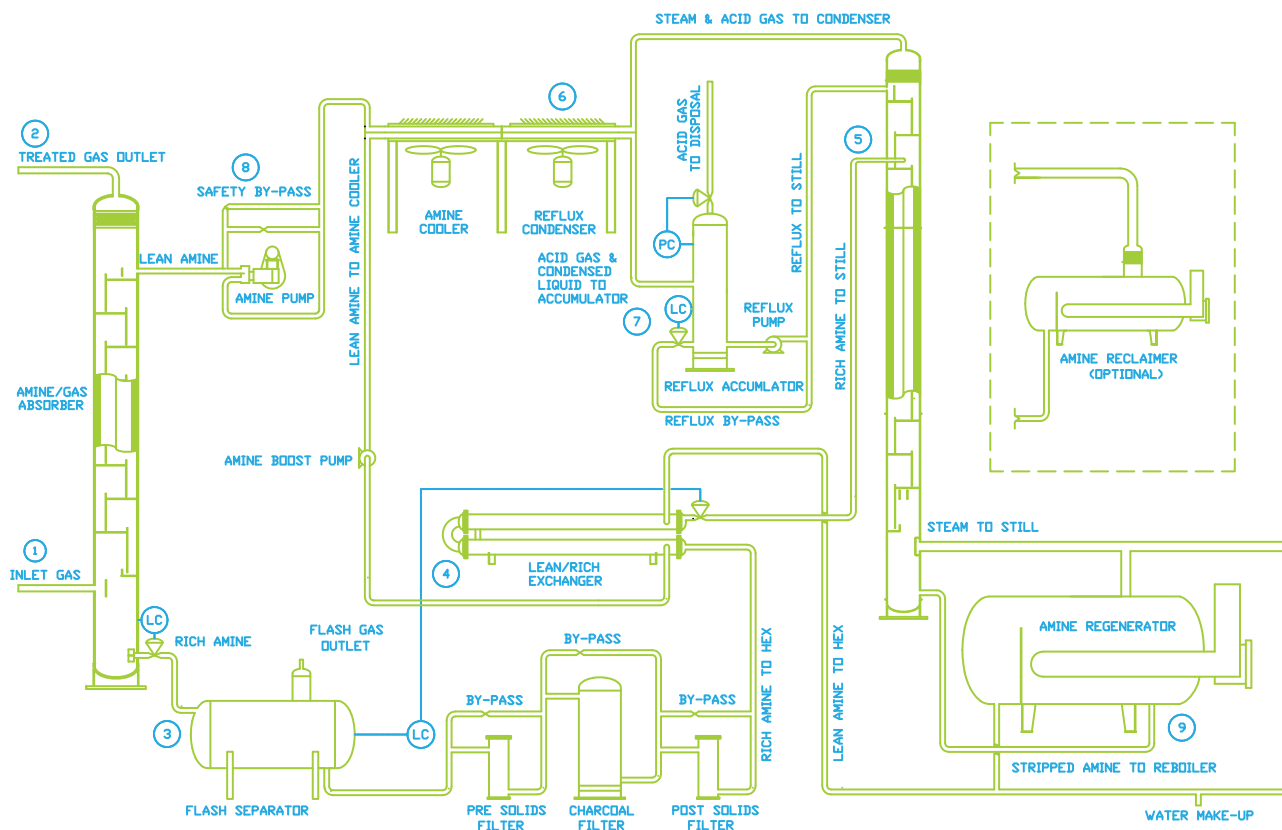 STEAM & ACID GAS TO CONDENSER
2
TREATED GAS OUTLET
8
SAFETY BY-PASS
LEAN AMINE
AMINE PUMP
LEAN AMINE TO AMINE COOLER
6
AMINE
COOLER
REFLUX
CONDENSER
ACID GAS
TO DISPOSAL
PC
ACID GAS &
CONDENSED
LIQUID TO
ACCUMULATOR
7
LC
REFLUX
PUMP
REFLUX ACCUMLATOR
REFLUX BY-PASS
REFLUX TO STILL
5
RICH AMINE TO STILL
AMINE RECLAIMER
(OPTIONAL)
AMINE/GAS
ABSORBER
AMINE BOOST PUMP
1
INLET GAS
4
LEAN/RICH
EXCHANGER
STEAM TO STILL
LC
RICH AMINE
FLASH GAS
OUTLET
3
FLASH SEPARATOR
LC
BY-PASS
BY-PASS
BY-PASS
PRE SOLIDS
FILTER
CHARCOAL
FILTER
POST SOLIDS
FILTER
RICH AMINE TO HEX
LEAN AMINE TO HEX
AMINE REGENERATOR
9
STRIPPED AMINE TO REBOILER
WATER MAKE-UP